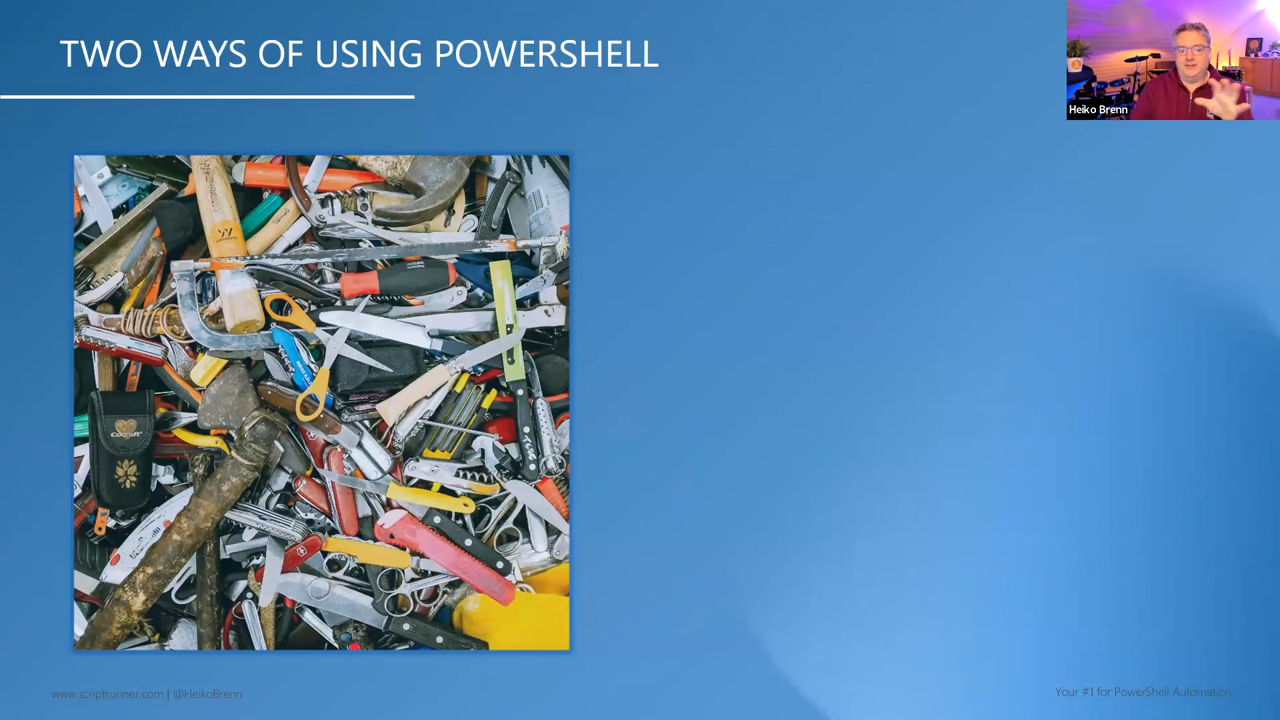 TWO WAYS OF USING POWERSHELL
Heiko Brenn
www.scriptrunner.com | @HeikoBrenn
Your #1 for PowerShell Automation